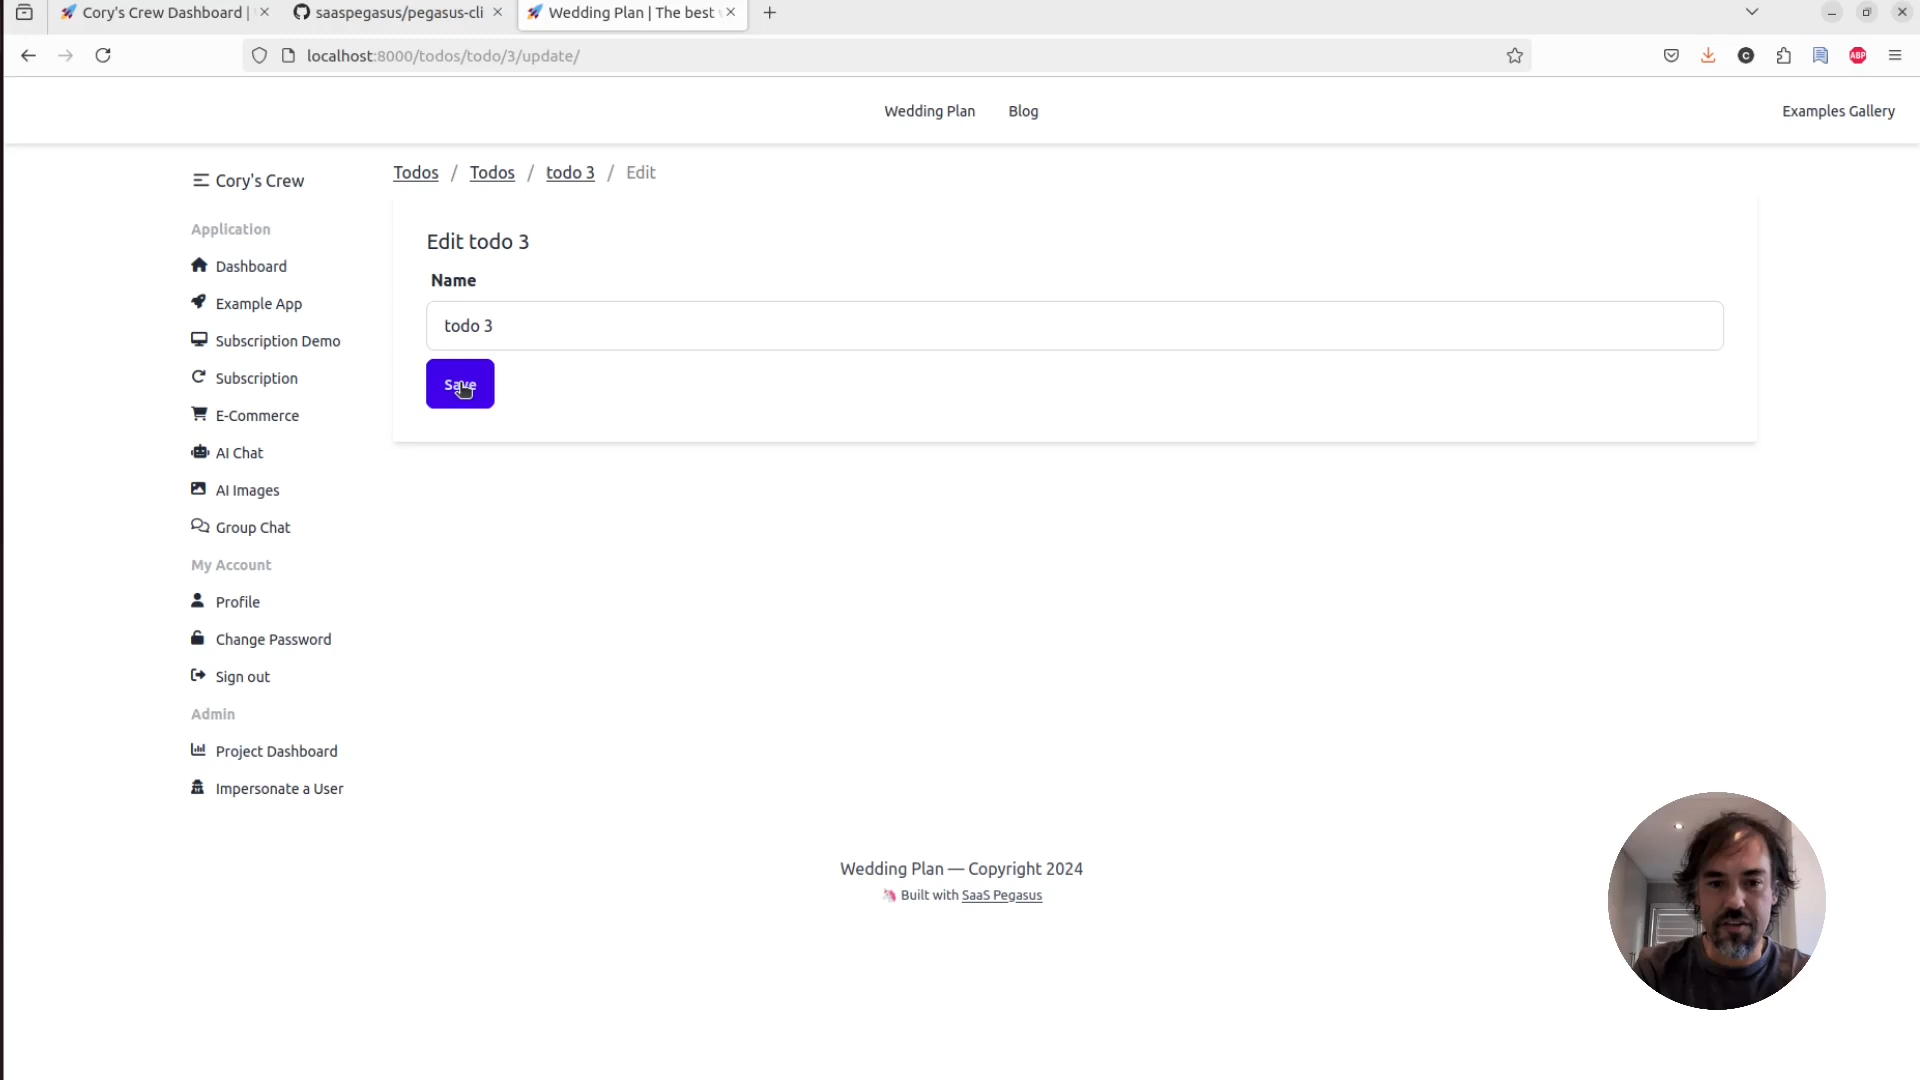 Cory's Crew Dashboard |
saaspegasus/pegasus-cli
Wedding Plan | The best
localhost:8000/todos/todo/3/update/
ABP
Wedding Plan
Blog
Examples Gallery
Cory's Crew
Application
Dashboard
Example App
Subscription Demo
Subscription
E-Commerce
AI Chat
AI Images
Group Chat
My Account
Profile
Change Password
Sign out
Admin
Project Dashboard
Impersonate a User
Todos / Todos / todo 3 / Edit
Edit todo 3
Name
todo 3
Save
Wedding Plan — Copyright 2024
Built with SaaS Pegasus